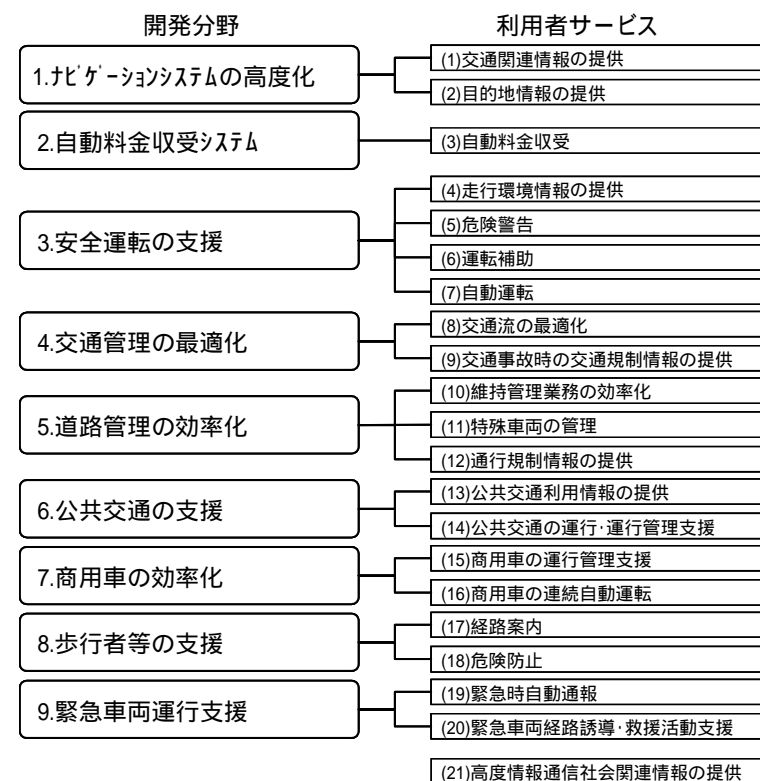 開発分野
利用者サービス
1.ﾅﾋﾞｹﾞｰｼｮﾝｼｽﾃﾑの高度化
(1)交通関連情報の提供
(2)目的地情報の提供
2.自動料金収受ｼｽﾃﾑ
(3)自動料金収受
3.安全運転の支援
(4)走行環境情報の提供
(5)危険警告
(6)運転補助
(7)自動運転
4.交通管理の最適化
(8)交通流の最適化
(9)交通事故時の交通規制情報の提供
5.道路管理の効率化
(10)維持管理業務の効率化
(11)特殊車両の管理
(12)通行規制情報の提供
6.公共交通の支援
(13)公共交通利用情報の提供
(14)公共交通の運行･運行管理支援
7.商用車の効率化
(15)商用車の運行管理支援
(16)商用車の連続自動運転
8.歩行者等の支援
(17)経路案内
(18)危険防止
9.緊急車両運行支援
(19)緊急時自動通報
(20)緊急車両経路誘導･救援活動支援
(21)高度情報通信社会関連情報の提供